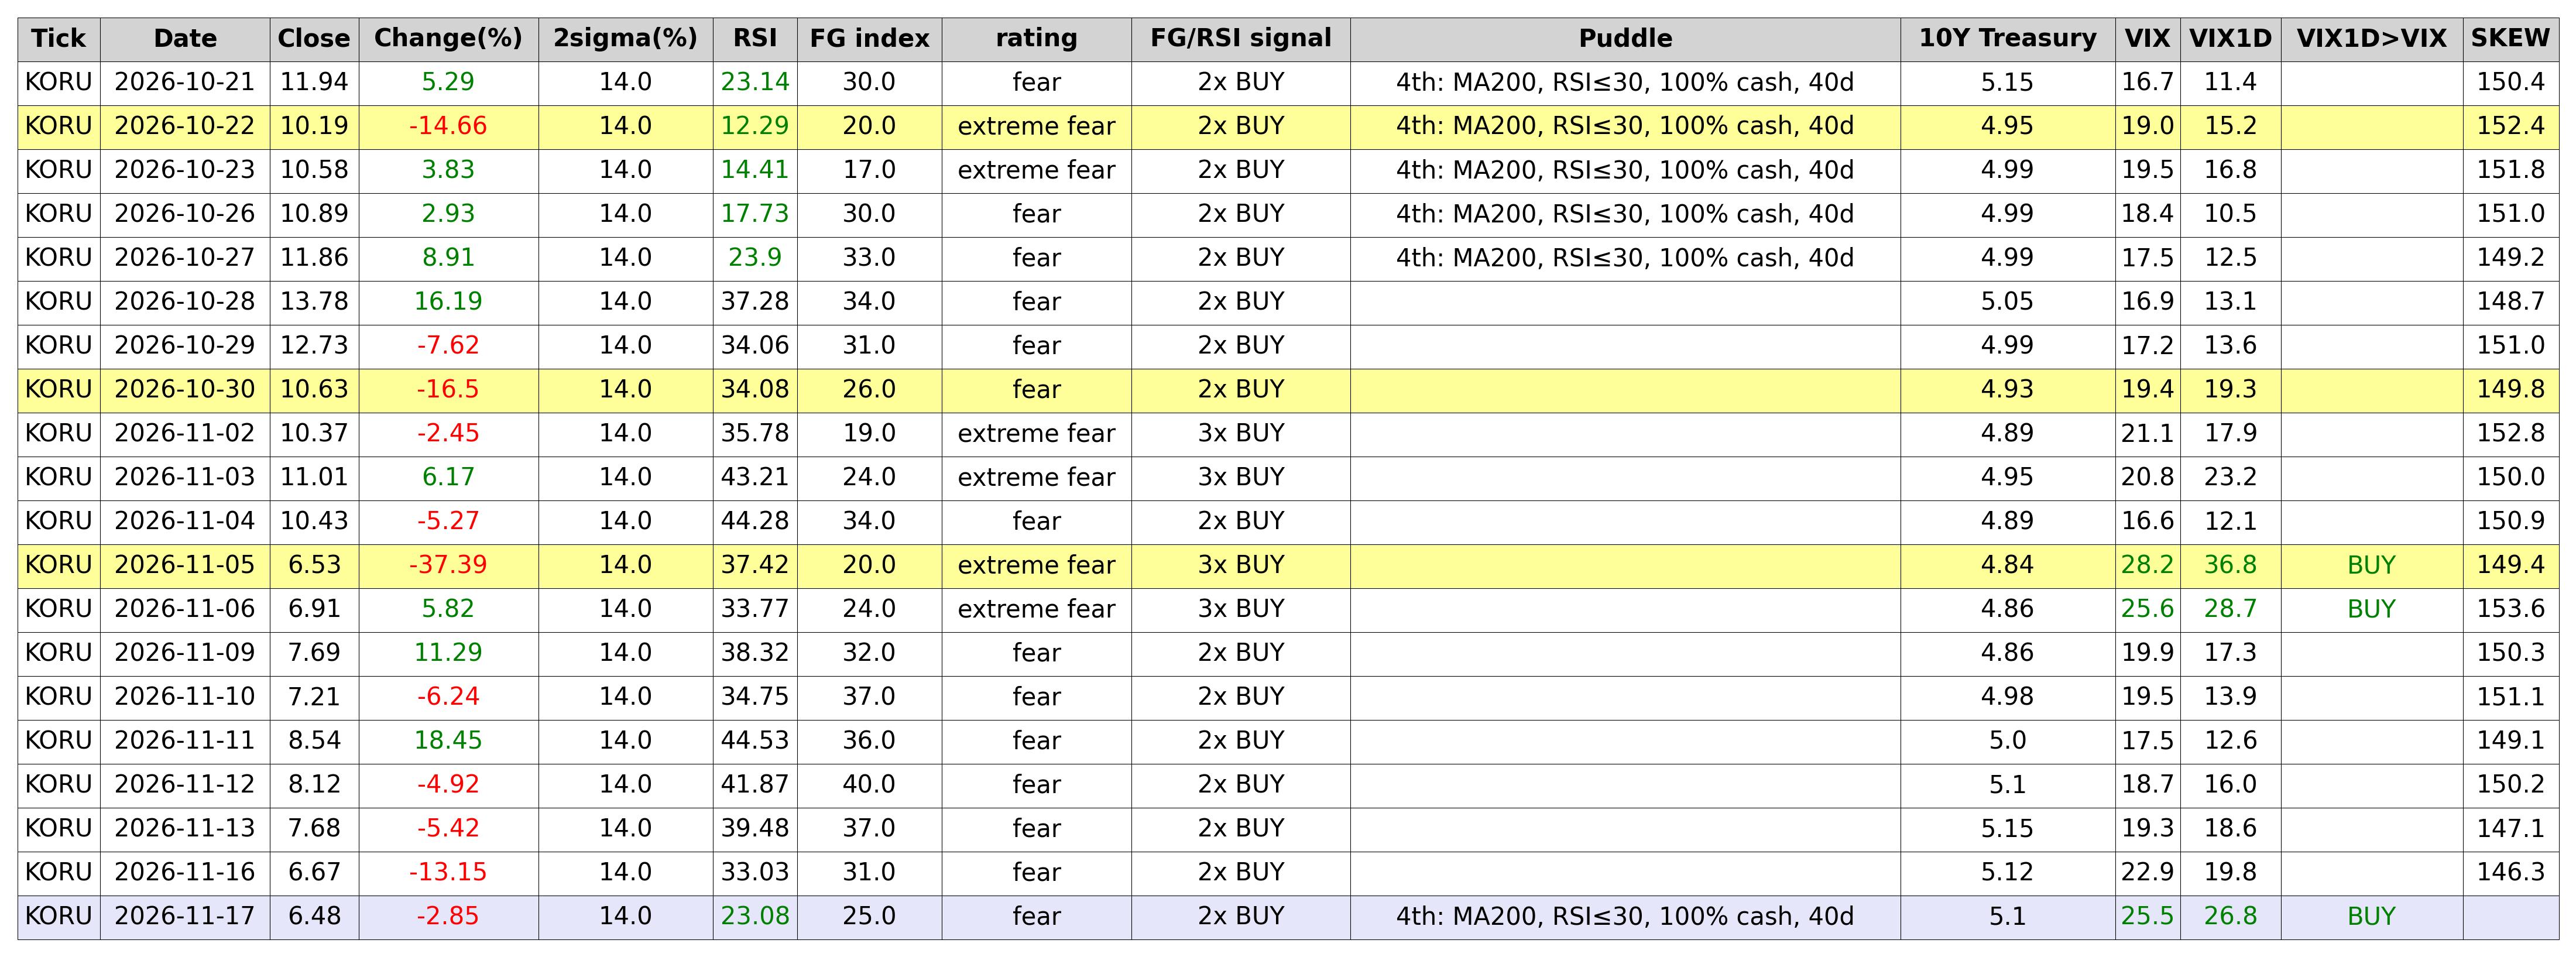 Tick Date Close Change(%) 2sigma(%) RSI FG index rating FG/RSI signal Puddle 10Y Treasury VIX VIX1D VIX1D>VIX SKEW
KORU 2026-10-21 11.94 5.29 14.0 23.14 30.0 fear 2x BUY 4th: MA200, RSI≤30, 100% cash, 40d 5.15 16.7 11.4 150.4
KORU 2026-10-22 10.19 -14.66 14.0 12.29 20.0 extreme fear 2x BUY 4th: MA200, RSI≤30, 100% cash, 40d 4.95 19.0 15.2 152.4
KORU 2026-10-23 10.58 3.83 14.0 14.41 17.0 extreme fear 2x BUY 4th: MA200, RSI≤30, 100% cash, 40d 4.99 19.5 16.8 151.8
KORU 2026-10-26 10.89 2.93 14.0 17.73 30.0 fear 2x BUY 4th: MA200, RSI≤30, 100% cash, 40d 4.99 18.4 10.5 151.0
KORU 2026-10-27 11.86 8.91 14.0 23.9 33.0 fear 2x BUY 4th: MA200, RSI≤30, 100% cash, 40d 4.99 17.5 12.5 149.2
KORU 2026-10-28 13.78 16.19 14.0 37.28 34.0 fear 2x BUY 5.05 16.9 13.1 148.7
KORU 2026-10-29 12.73 -7.62 14.0 34.06 31.0 fear 2x BUY 4.99 17.2 13.6 151.0
KORU 2026-10-30 10.63 -16.5 14.0 34.08 26.0 fear 2x BUY 4.93 19.4 19.3 149.8
KORU 2026-11-02 10.37 -2.45 14.0 35.78 19.0 extreme fear 3x BUY 4.89 21.1 17.9 152.8
KORU 2026-11-03 11.01 6.17 14.0 43.21 24.0 extreme fear 3x BUY 4.95 20.8 23.2 150.0
KORU 2026-11-04 10.43 -5.27 14.0 44.28 34.0 fear 2x BUY 4.89 16.6 12.1 150.9
KORU 2026-11-05 6.53 -37.39 14.0 37.42 20.0 extreme fear 3x BUY 4.84 28.2 36.8 BUY 149.4
KORU 2026-11-06 6.91 5.82 14.0 33.77 24.0 extreme fear 3x BUY 4.86 25.6 28.7 BUY 153.6
KORU 2026-11-09 7.69 11.29 14.0 38.32 32.0 fear 2x BUY 4.86 19.9 17.3 150.3
KORU 2026-11-10 7.21 -6.24 14.0 34.75 37.0 fear 2x BUY 4.98 19.5 13.9 151.1
KORU 2026-11-11 8.54 18.45 14.0 44.53 36.0 fear 2x BUY 5.0 17.5 12.6 149.1
KORU 2026-11-12 8.12 -4.92 14.0 41.87 40.0 fear 2x BUY 5.1 18.7 16.0 150.2
KORU 2026-11-13 7.68 -5.42 14.0 39.48 37.0 fear 2x BUY 5.15 19.3 18.6 147.1
KORU 2026-11-16 6.67 -13.15 14.0 33.03 31.0 fear 2x BUY 5.12 22.9 19.8 146.3
KORU 2026-11-17 6.48 -2.85 14.0 23.08 25.0 fear 2x BUY 4th: MA200, RSI≤30, 100% cash, 40d 5.1 25.5 26.8 BUY